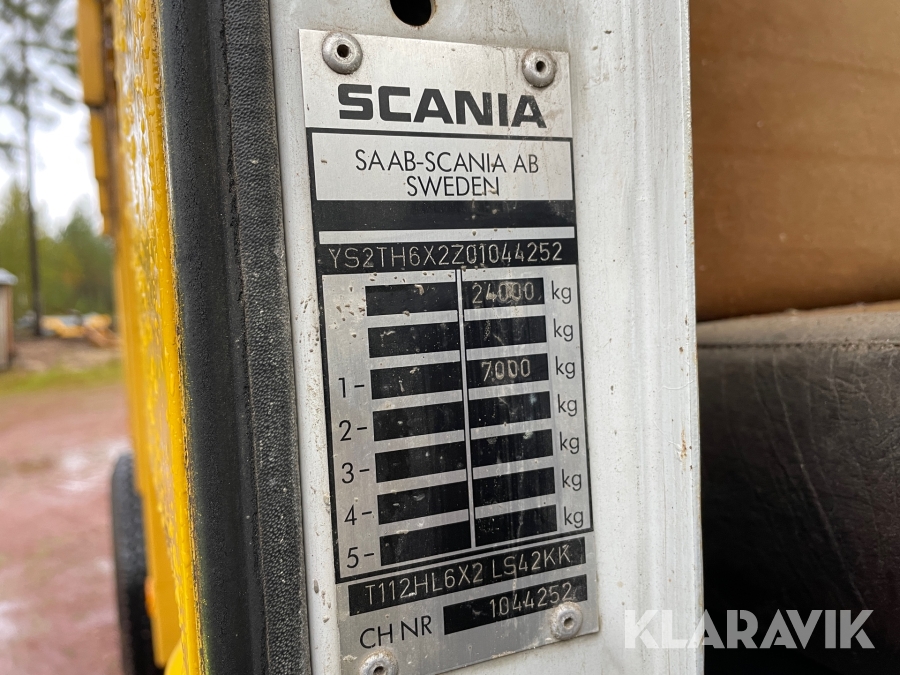 SCANIA
SAAB-SCANIA AB
SWEDEN
YS2TH6X2Z01044252
24000 kg
kg
1- 7000 kg
2- kg
3- kg
4- kg
5- kg
T112HL6X2 LS42KK
CH NR 1044252
KLARAVIK